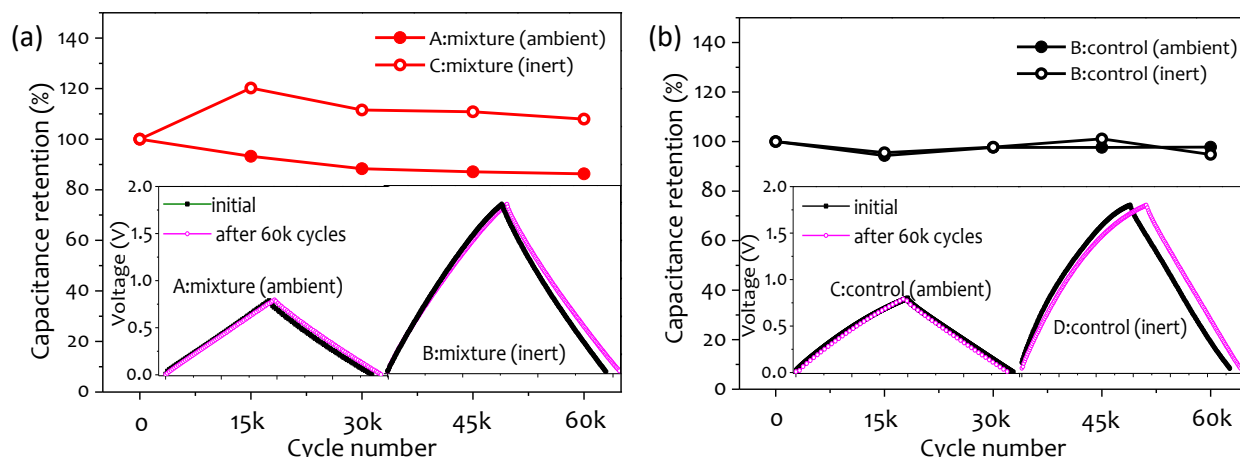 (a)
Capacitance retention (%)
140
120
100
80
60
40
20
0
A:mixture (ambient)
C:mixture (inert)
Voltage (V)
2.0
1.5
1.0
0.5
0.0
initial
after 60k cycles
A:mixture (ambient)
B:mixture (inert)
0
15k
30k
45k
60k
Cycle number
(b)
Capacitance retention (%)
140
120
100
80
60
40
20
0
B:control (ambient)
B:control (inert)
Voltage (V)
2.0
1.5
1.0
0.5
0.0
initial
after 60k cycles
C:control (ambient)
D:control (inert)
0
15k
30k
45k
60k
Cycle number